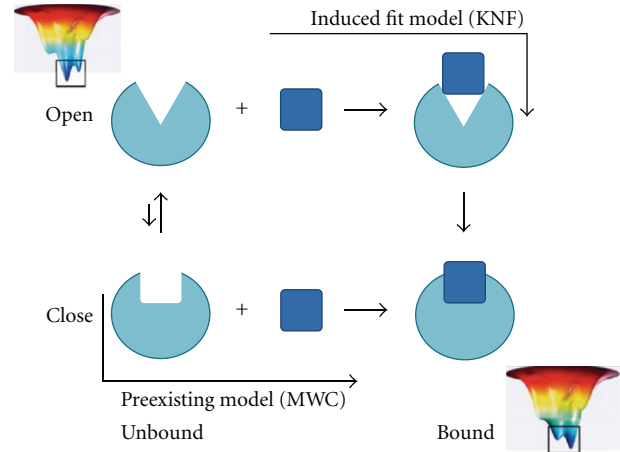 Induced fit model (KNF)
Open
+
Close
+
Preexisting model (MWC)
Unbound
Bound